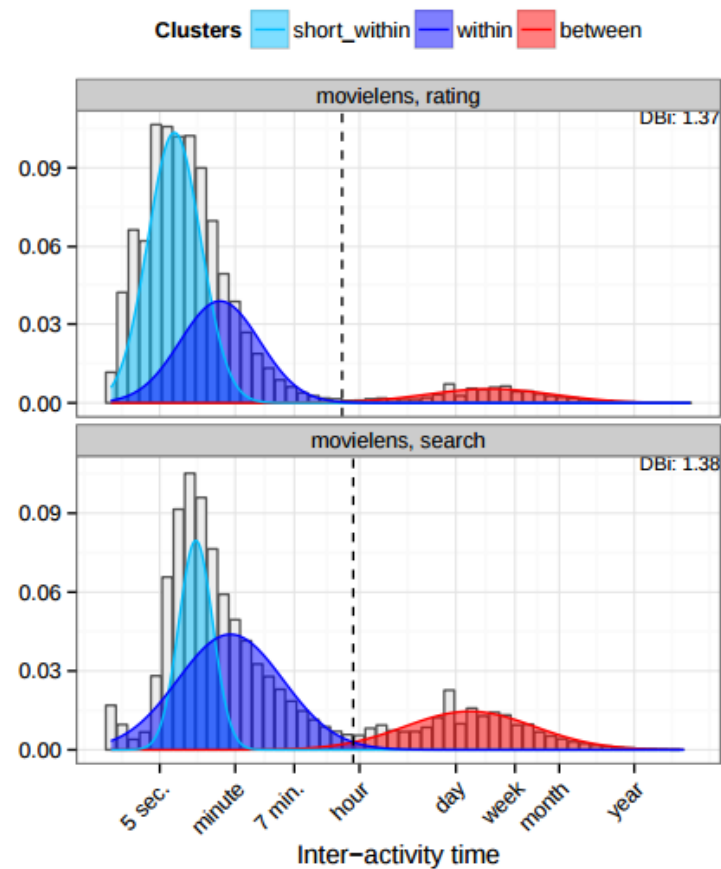 Clusters short_within within between
movielens, rating
DBi: 1.37
0.09
0.06
0.03
0.00
movielens, search
DBi: 1.38
0.09
0.06
0.03
0.00
5 sec. minute 7 min. hour day week month year
Inter−activity time